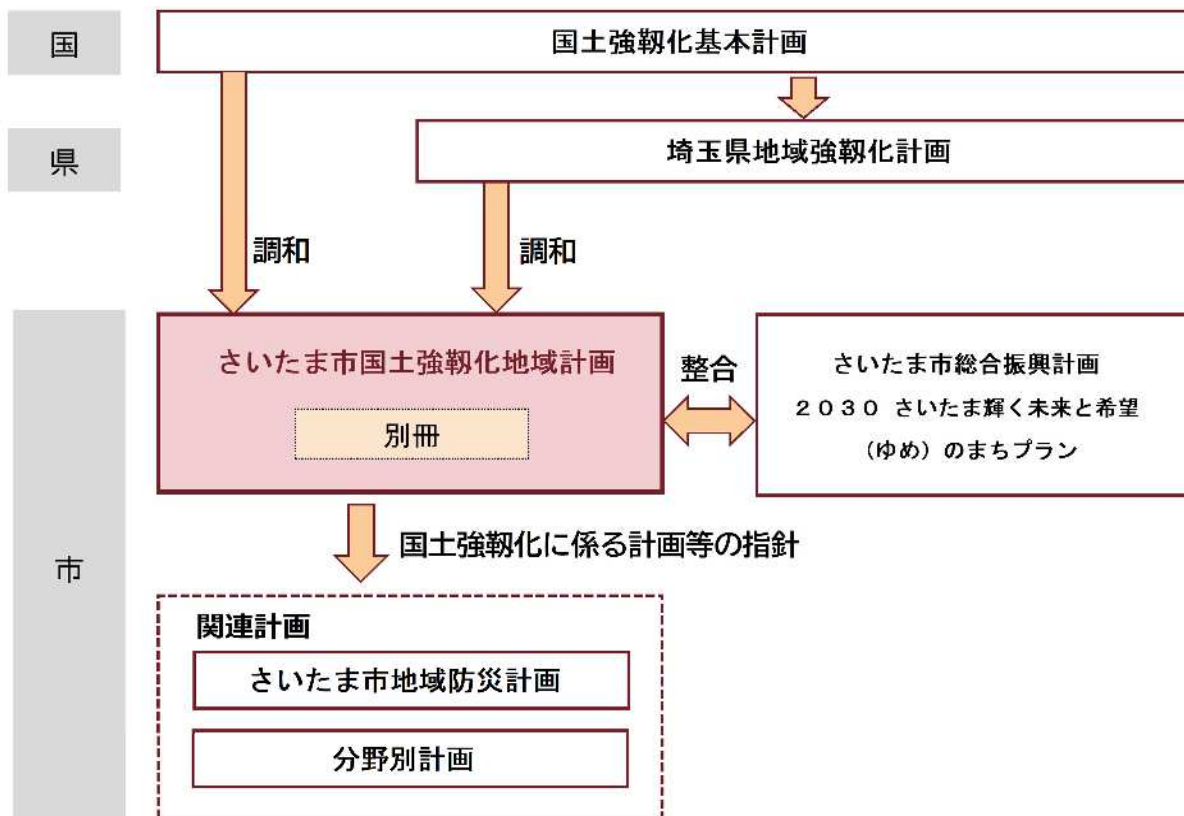 国
国土強靱化基本計画
県
埼玉県地域強靱化計画
調和
調和
市
さいたま市国土強靱化地域計画
別冊
整合
さいたま市総合振興計画
２０３０ さいたま輝く未来と希望
（ゆめ）のまちプラン
国土強靱化に係る計画等の指針
関連計画
さいたま市地域防災計画
分野別計画